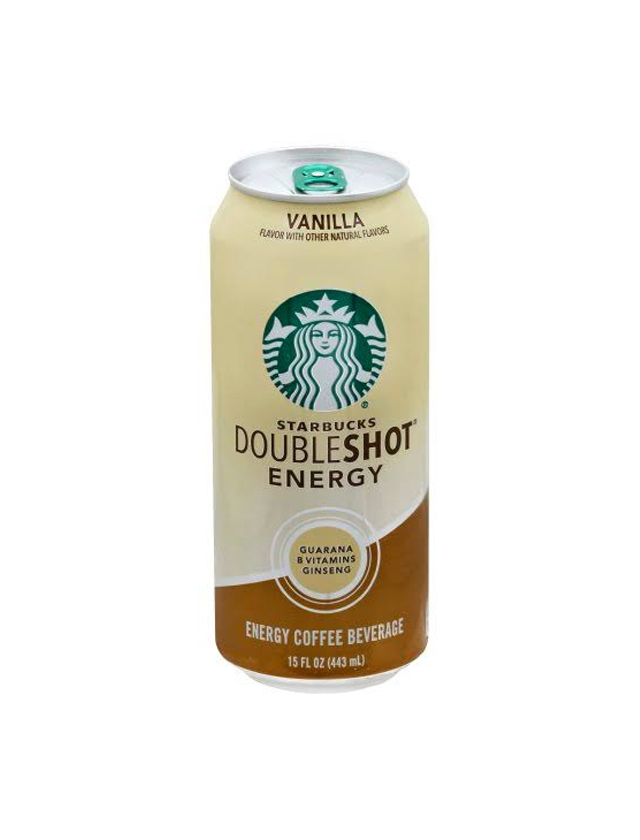 VANILLA
FLAVOR WITH OTHER NATURAL FLAVORS
STARBUCKS
DOUBLESHOT®
ENERGY
GUARANA
B VITAMINS
GINSENG
ENERGY COFFEE BEVERAGE
15 FL OZ (443 mL)